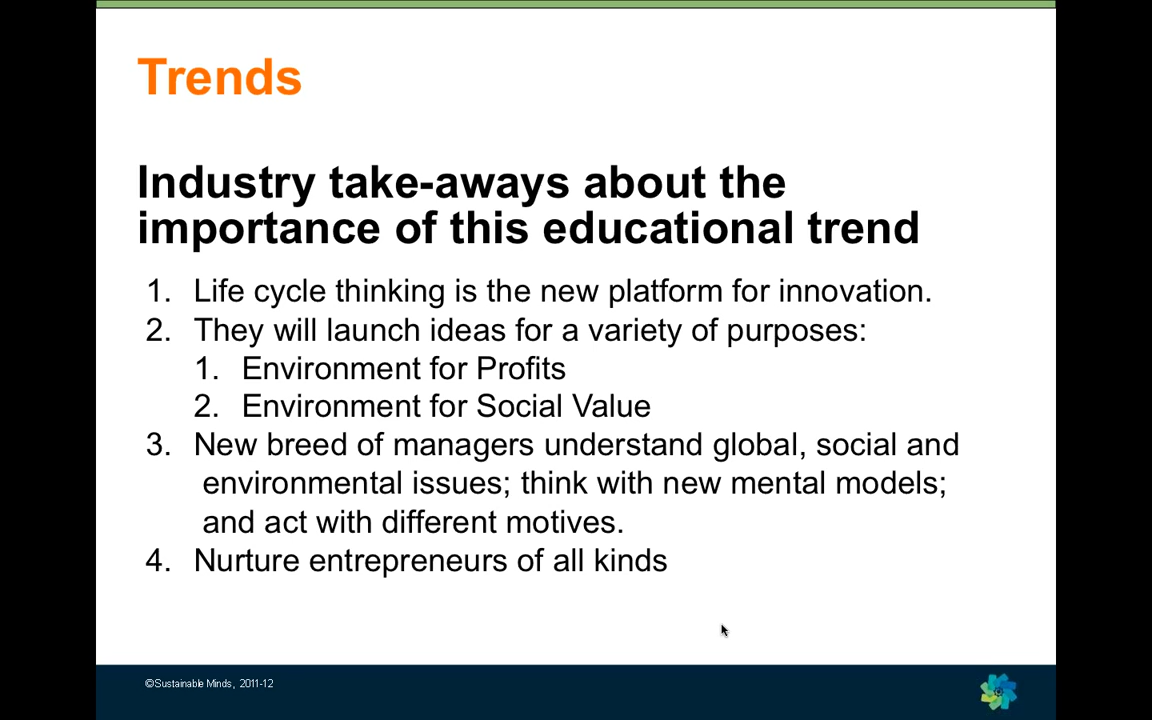 Trends
Industry take-aways about the
importance of this educational trend
1. Life cycle thinking is the new platform for innovation.
2. They will launch ideas for a variety of purposes:
1. Environment for Profits
2. Environment for Social Value
3. New breed of managers understand global, social and
environmental issues; think with new mental models;
and act with different motives.
4. Nurture entrepreneurs of all kinds
©Sustainable Minds, 2011-12